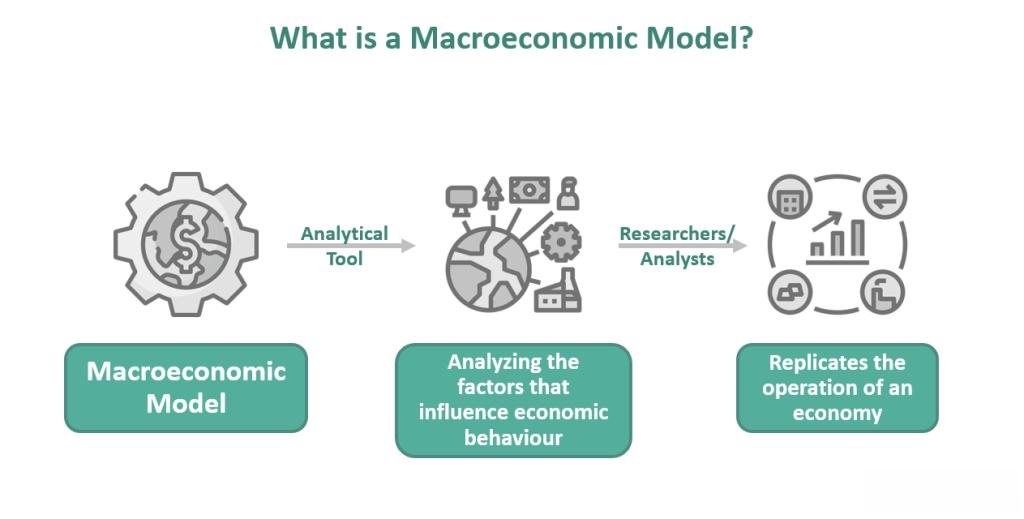 What is a Macroeconomic Model?
Analytical
Tool
Researchers/
Analysts
Macroeconomic
Model
Analyzing the
factors that
influence economic
behaviour
Replicates the
operation of an
economy